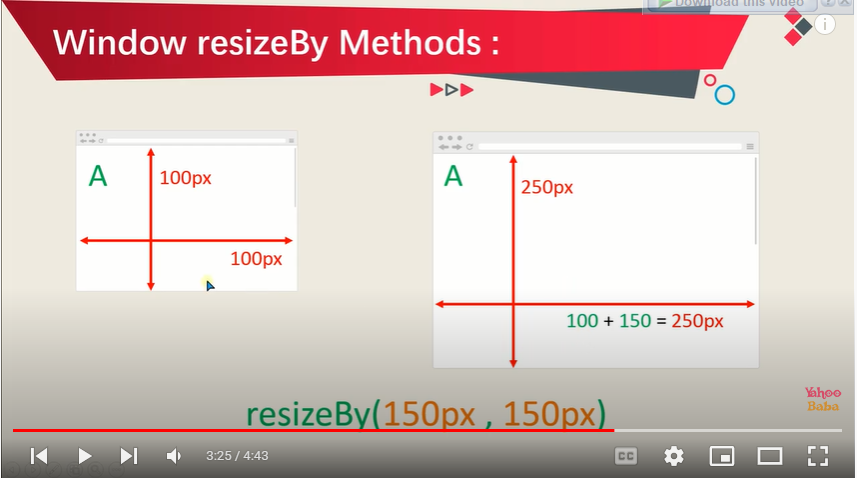 Download this video
Window resizeBy Methods :
A
100px
100px
A
250px
100 + 150 = 250px
Yahoo
Baba
resizeBy(150px , 150px)
3:25 / 4:43
CC